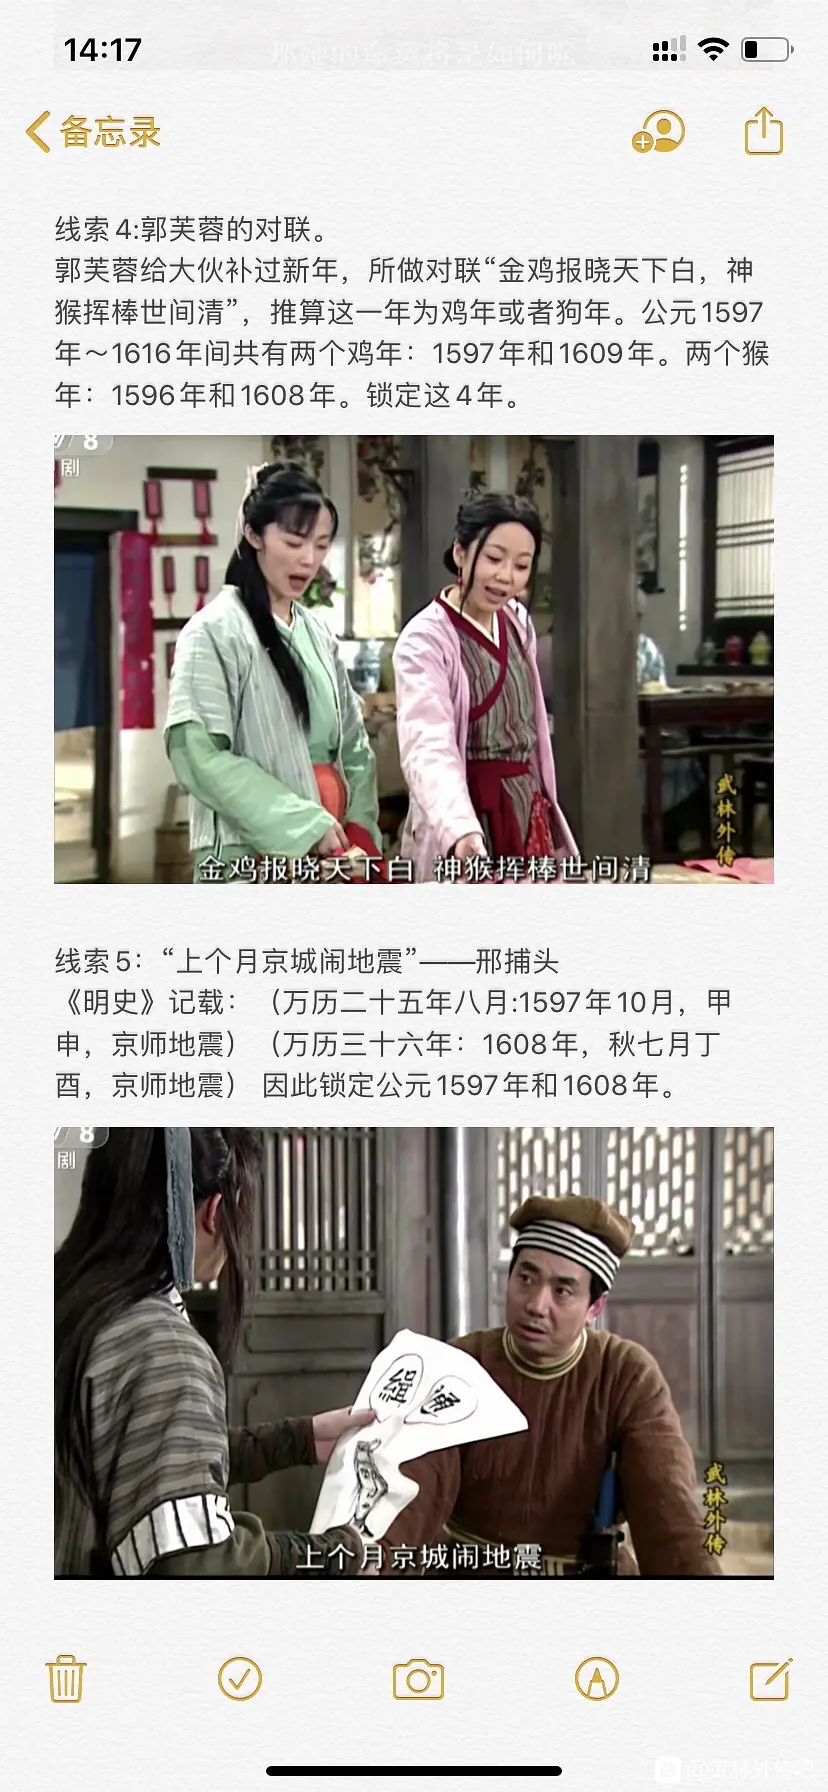 14:17
备忘录
线索4:郭芙蓉的对联。
郭芙蓉给大伙补过新年，所做对联“金鸡报晓天下白，神
猴挥棒世间清”，推算这一年为鸡年或者狗年。公元1597
年～1616年间共有两个鸡年：1597年和1609年。两个猴
年：1596年和1608年。锁定这4年。
8
剧
武林外传
金鸡报晓天下白 神猴挥棒世间清
线索5：“上个月京城闹地震”——邢捕头
《明史》记载：（万历二十五年八月:1597年10月，甲
申，京师地震）（万历三十六年：1608年，秋七月丁
酉，京师地震） 因此锁定公元1597年和1608年。
8
剧
緝 通
武林外传
上个月京城闹地震
@武林外传吧